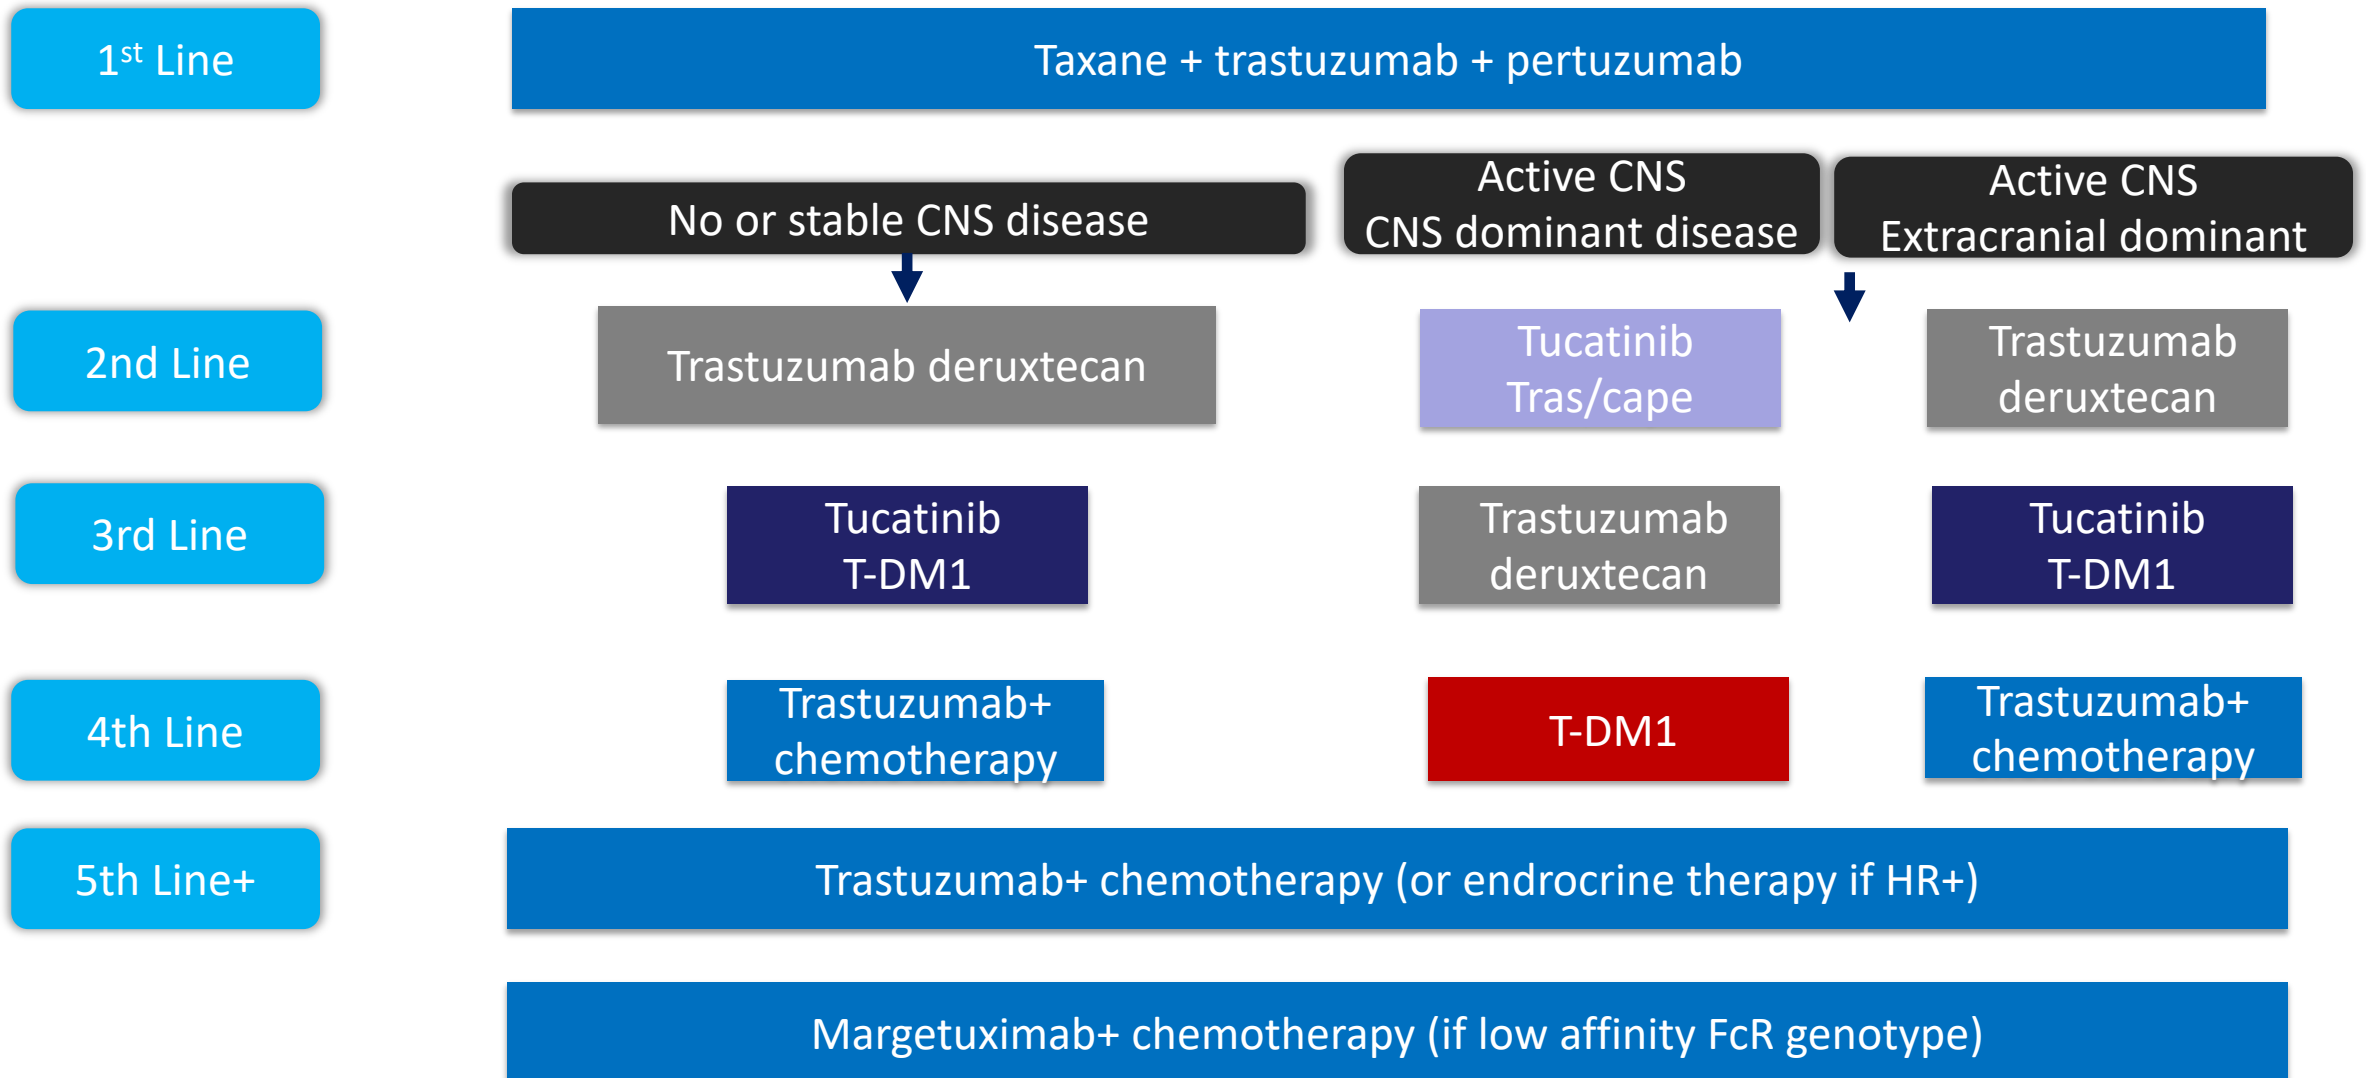 1st Line
Taxane + trastuzumab + pertuzumab
No or stable CNS disease
Active CNS
CNS dominant disease
Active CNS
Extracranial dominant
2nd Line
Trastuzumab deruxtecan
Tucatinib
Tras/cape
Trastuzumab
deruxtecan
3rd Line
Tucatinib
T-DM1
Trastuzumab
deruxtecan
Tucatinib
T-DM1
4th Line
Trastuzumab+
chemotherapy
T-DM1
Trastuzumab+
chemotherapy
5th Line+
Trastuzumab+ chemotherapy (or endocrine therapy if HR+)
Margetuximab+ chemotherapy (if low affinity FcR genotype)